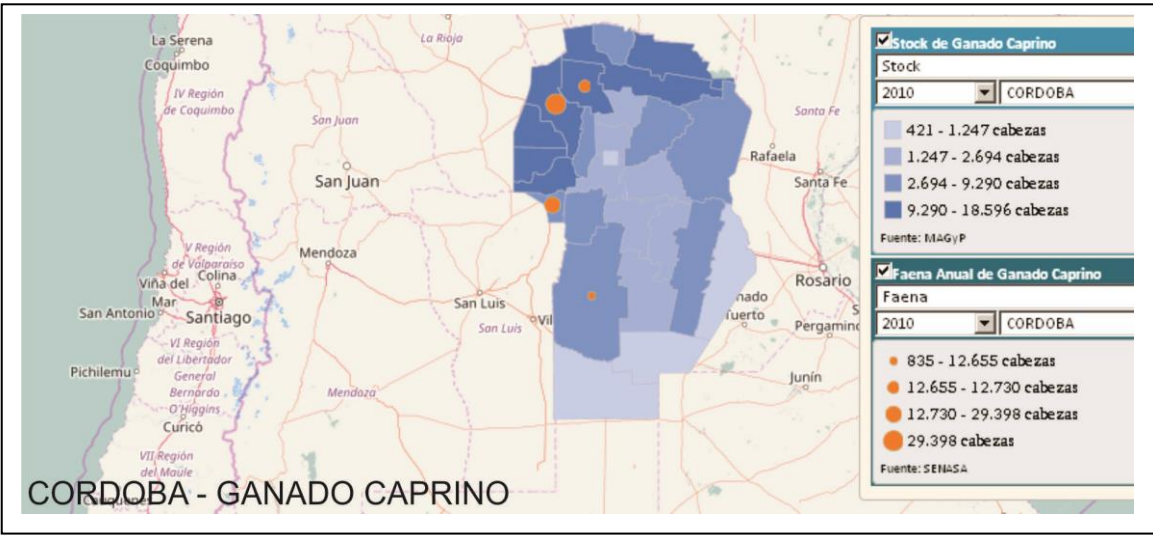 La Serena
Coquimbo
IV Región
de Coquimbo
La Rioja
San Juan
San Juan
Santa Fe
Rafaela
Santa Fe
V Región
de Valparaíso
Viña del
Mar
Colina
San Antonio
Santiago
Mendoza
San Luis
San Luis
Vil
Rosario
nado
Tuerto
Pergamino
VI Región
del Libertador
General
Bernardo
O'Higgins
Pichilemu
Curicó
Mendoza
Junín
VII Región
del Maule
CORDOBA - GANADO CAPRINO
Stock de Ganado Caprino
Stock
2010 CORDOBA
421 - 1.247 cabezas
1.247 - 2.694 cabezas
2.694 - 9.290 cabezas
9.290 - 18.596 cabezas
Fuente: MAGyP
Faena Anual de Ganado Caprino
Faena
2010 CORDOBA
835 - 12.655 cabezas
12.655 - 12.730 cabezas
12.730 - 29.398 cabezas
29.398 cabezas
Fuente: SENASA